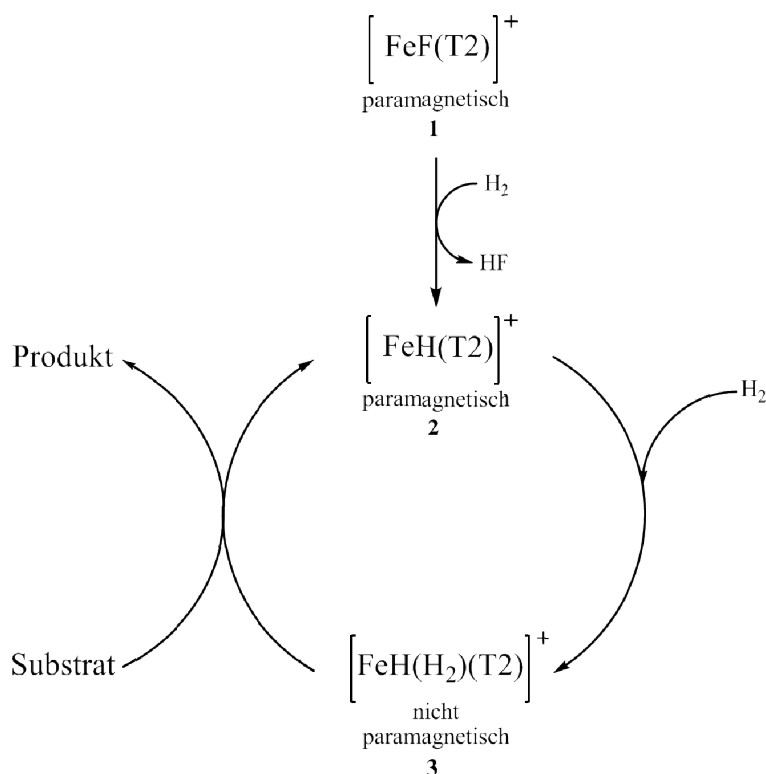 [FeF(T2)]⁺
paramagnetisch
1
H₂
HF
[FeH(T2)]⁺
paramagnetisch
2
Produkt
H₂
Substrat
[FeH(H₂)(T2)]⁺
nicht
paramagnetisch
3